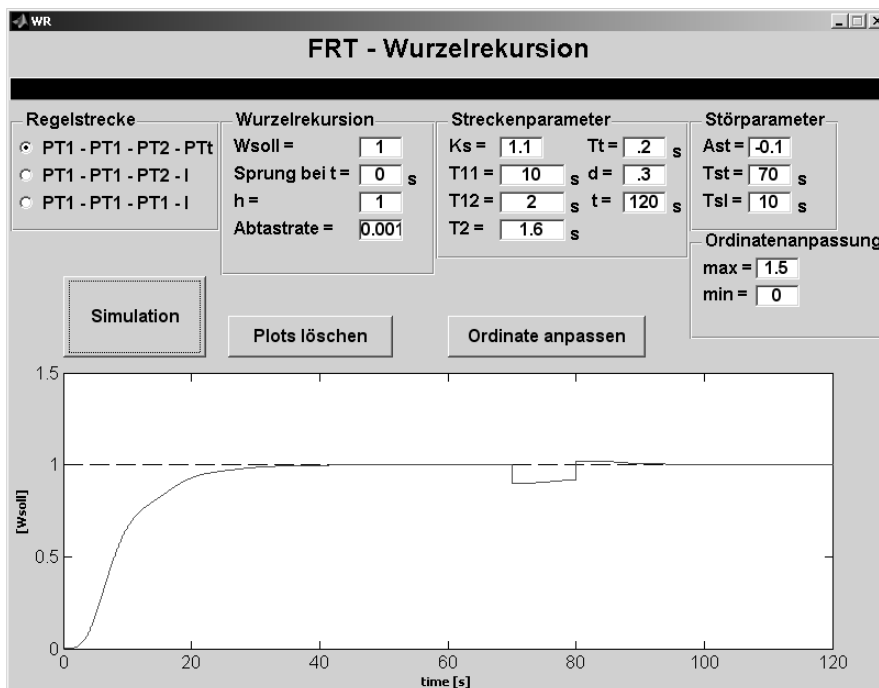 WR
FRT - Wurzelrekursion
Regelstrecke
PT1 - PT1 - PT2 - PTt
PT1 - PT1 - PT2 - I
PT1 - PT1 - PT1 - I
Wurzelrekursion
Wsoll = 1
Sprung bei t = 0 s
h = 1
Abtastrate = 0.001
Streckenparameter
Ks = 1.1 Tt = .2 s
T11 = 10 s d = .3
T12 = 2 s t = 120 s
T2 = 1.6 s
Störparameter
Ast = -0.1
Tst = 70 s
Tsl = 10 s
Ordinatenanpassung
max = 1.5
min = 0
Simulation
Plots löschen
Ordinate anpassen
1.5
1
0.5
0
[Wsoll]
0 20 40 60 80 100 120
time [s]